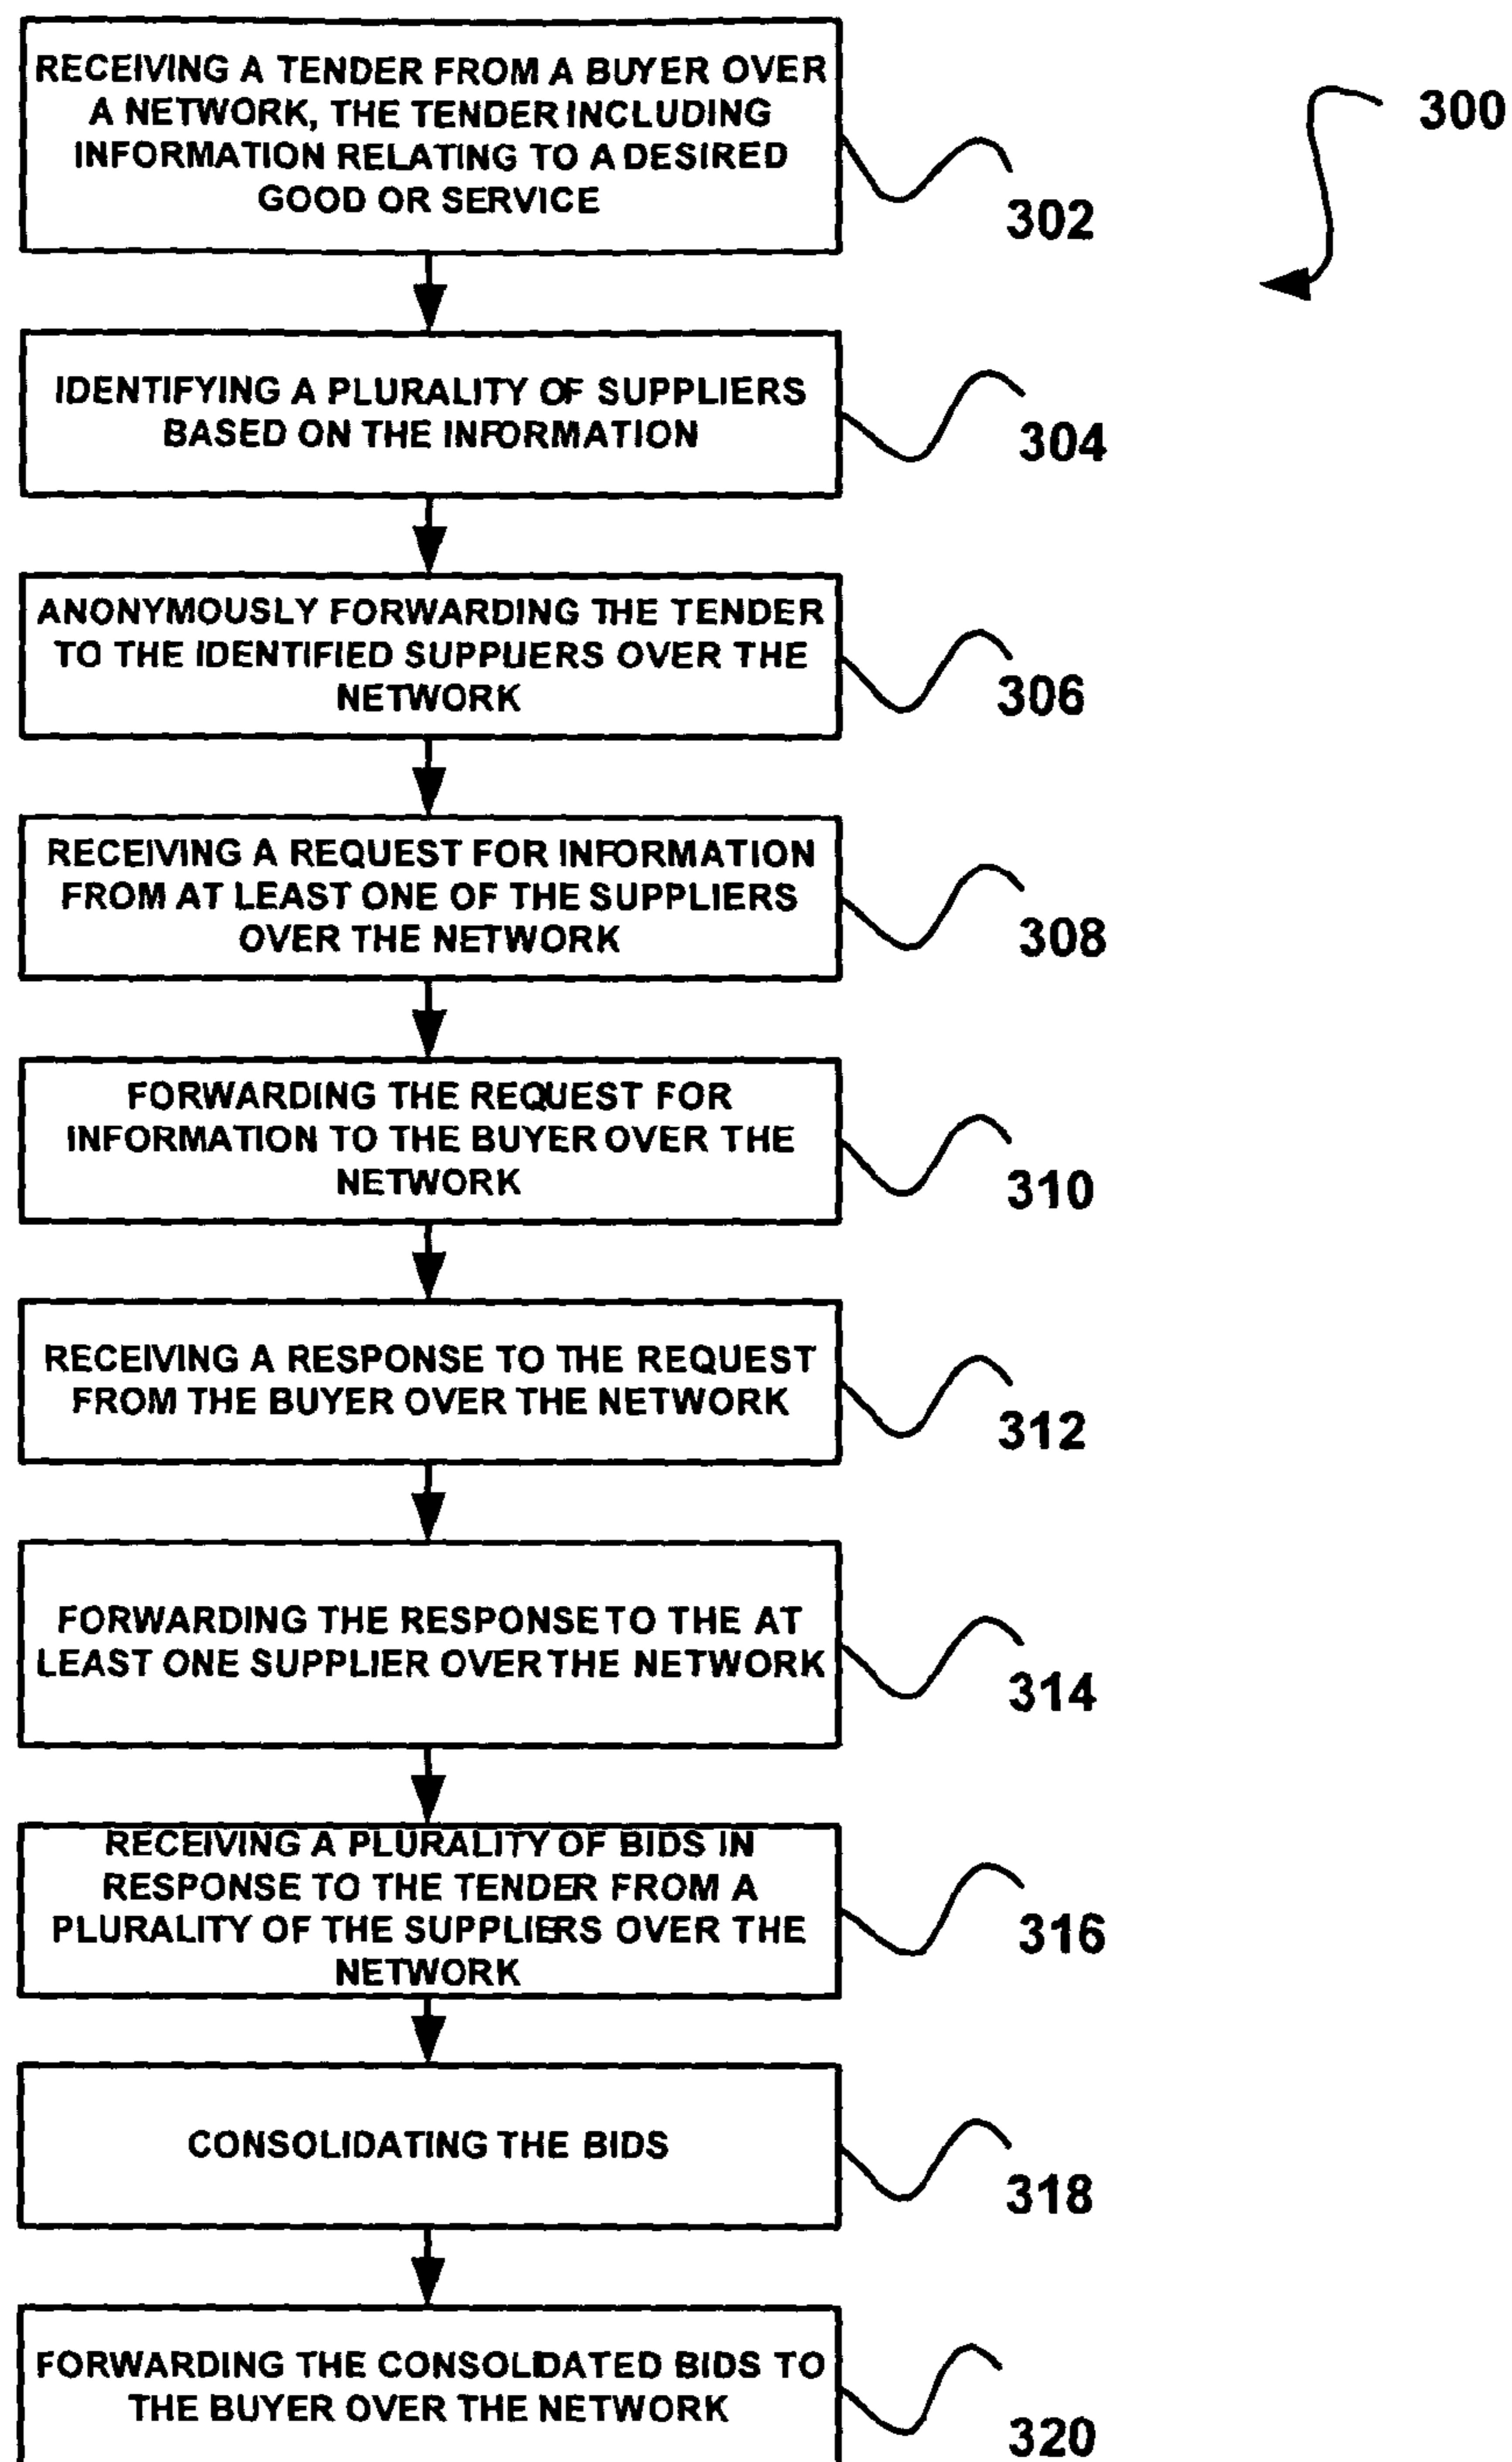 RECEIVING A TENDER FROM A BUYER OVER
A NETWORK, THE TENDER INCLUDING
INFORMATION RELATING TO A DESIRED
GOOD OR SERVICE
302
300
IDENTIFYING A PLURALITY OF SUPPLIERS
BASED ON THE INFORMATION
304
ANONYMOUSLY FORWARDING THE TENDER
TO THE IDENTIFIED SUPPUERS OVER THE
NETWORK
306
RECEIVING A REQUEST FOR INFORMATION
FROM AT LEAST ONE OF THE SUPPLIERS
OVER THE NETWORK
308
FORWARDING THE REQUEST FOR
INFORMATION TO THE BUYER OVER THE
NETWORK
310
RECEIVING A RESPONSE TO THE REQUEST
FROM THE BUYER OVER THE NETWORK
312
FORWARDING THE RESPONSE TO THE AT
LEAST ONE SUPPLIER OVER THE NETWORK
314
RECEIVING A PLURALITY OF BIDS IN
RESPONSE TO THE TENDER FROM A
PLURALITY OF THE SUPPLIERS OVER THE
NETWORK
316
CONSOLIDATING THE BIDS
318
FORWARDING THE CONSOLIDATED BIDS TO
THE BUYER OVER THE NETWORK
320